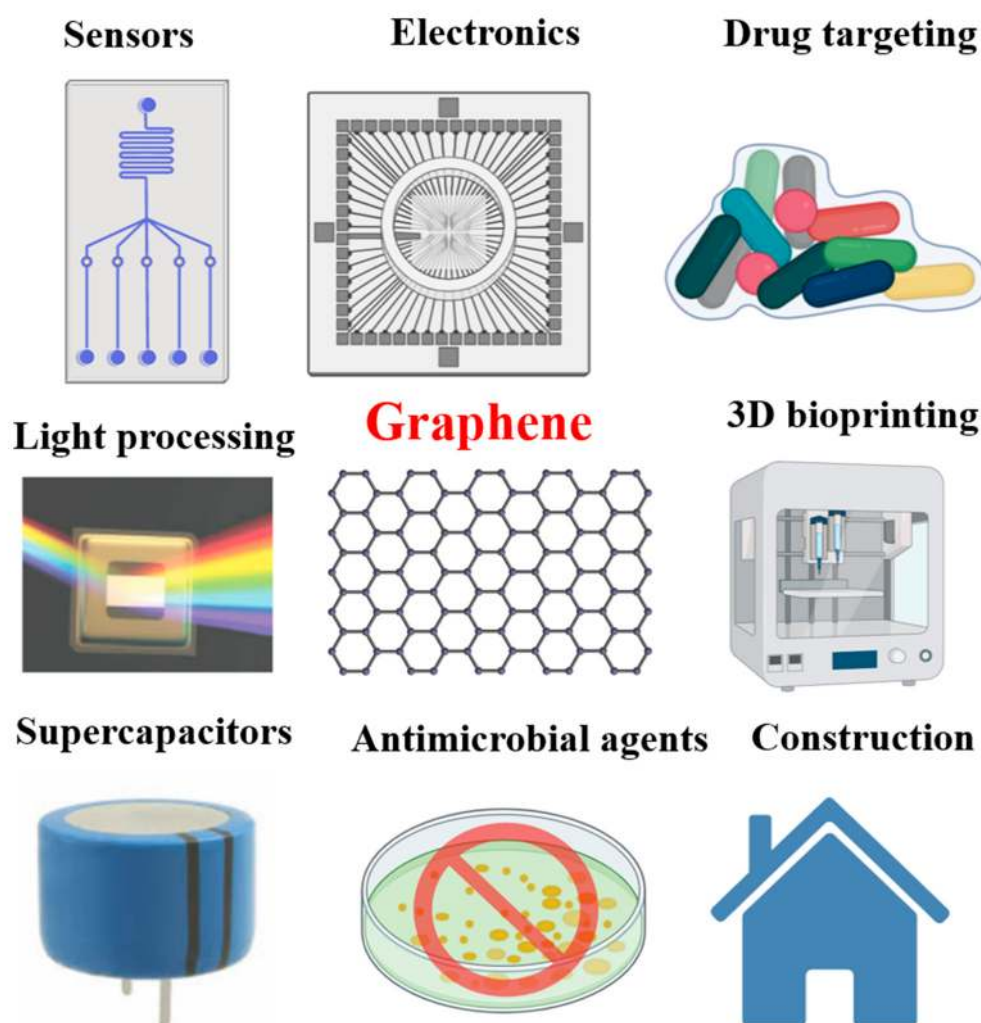 Sensors
Electronics
Drug targeting
Light processing
Graphene
3D bioprinting
Supercapacitors
Antimicrobial agents
Construction